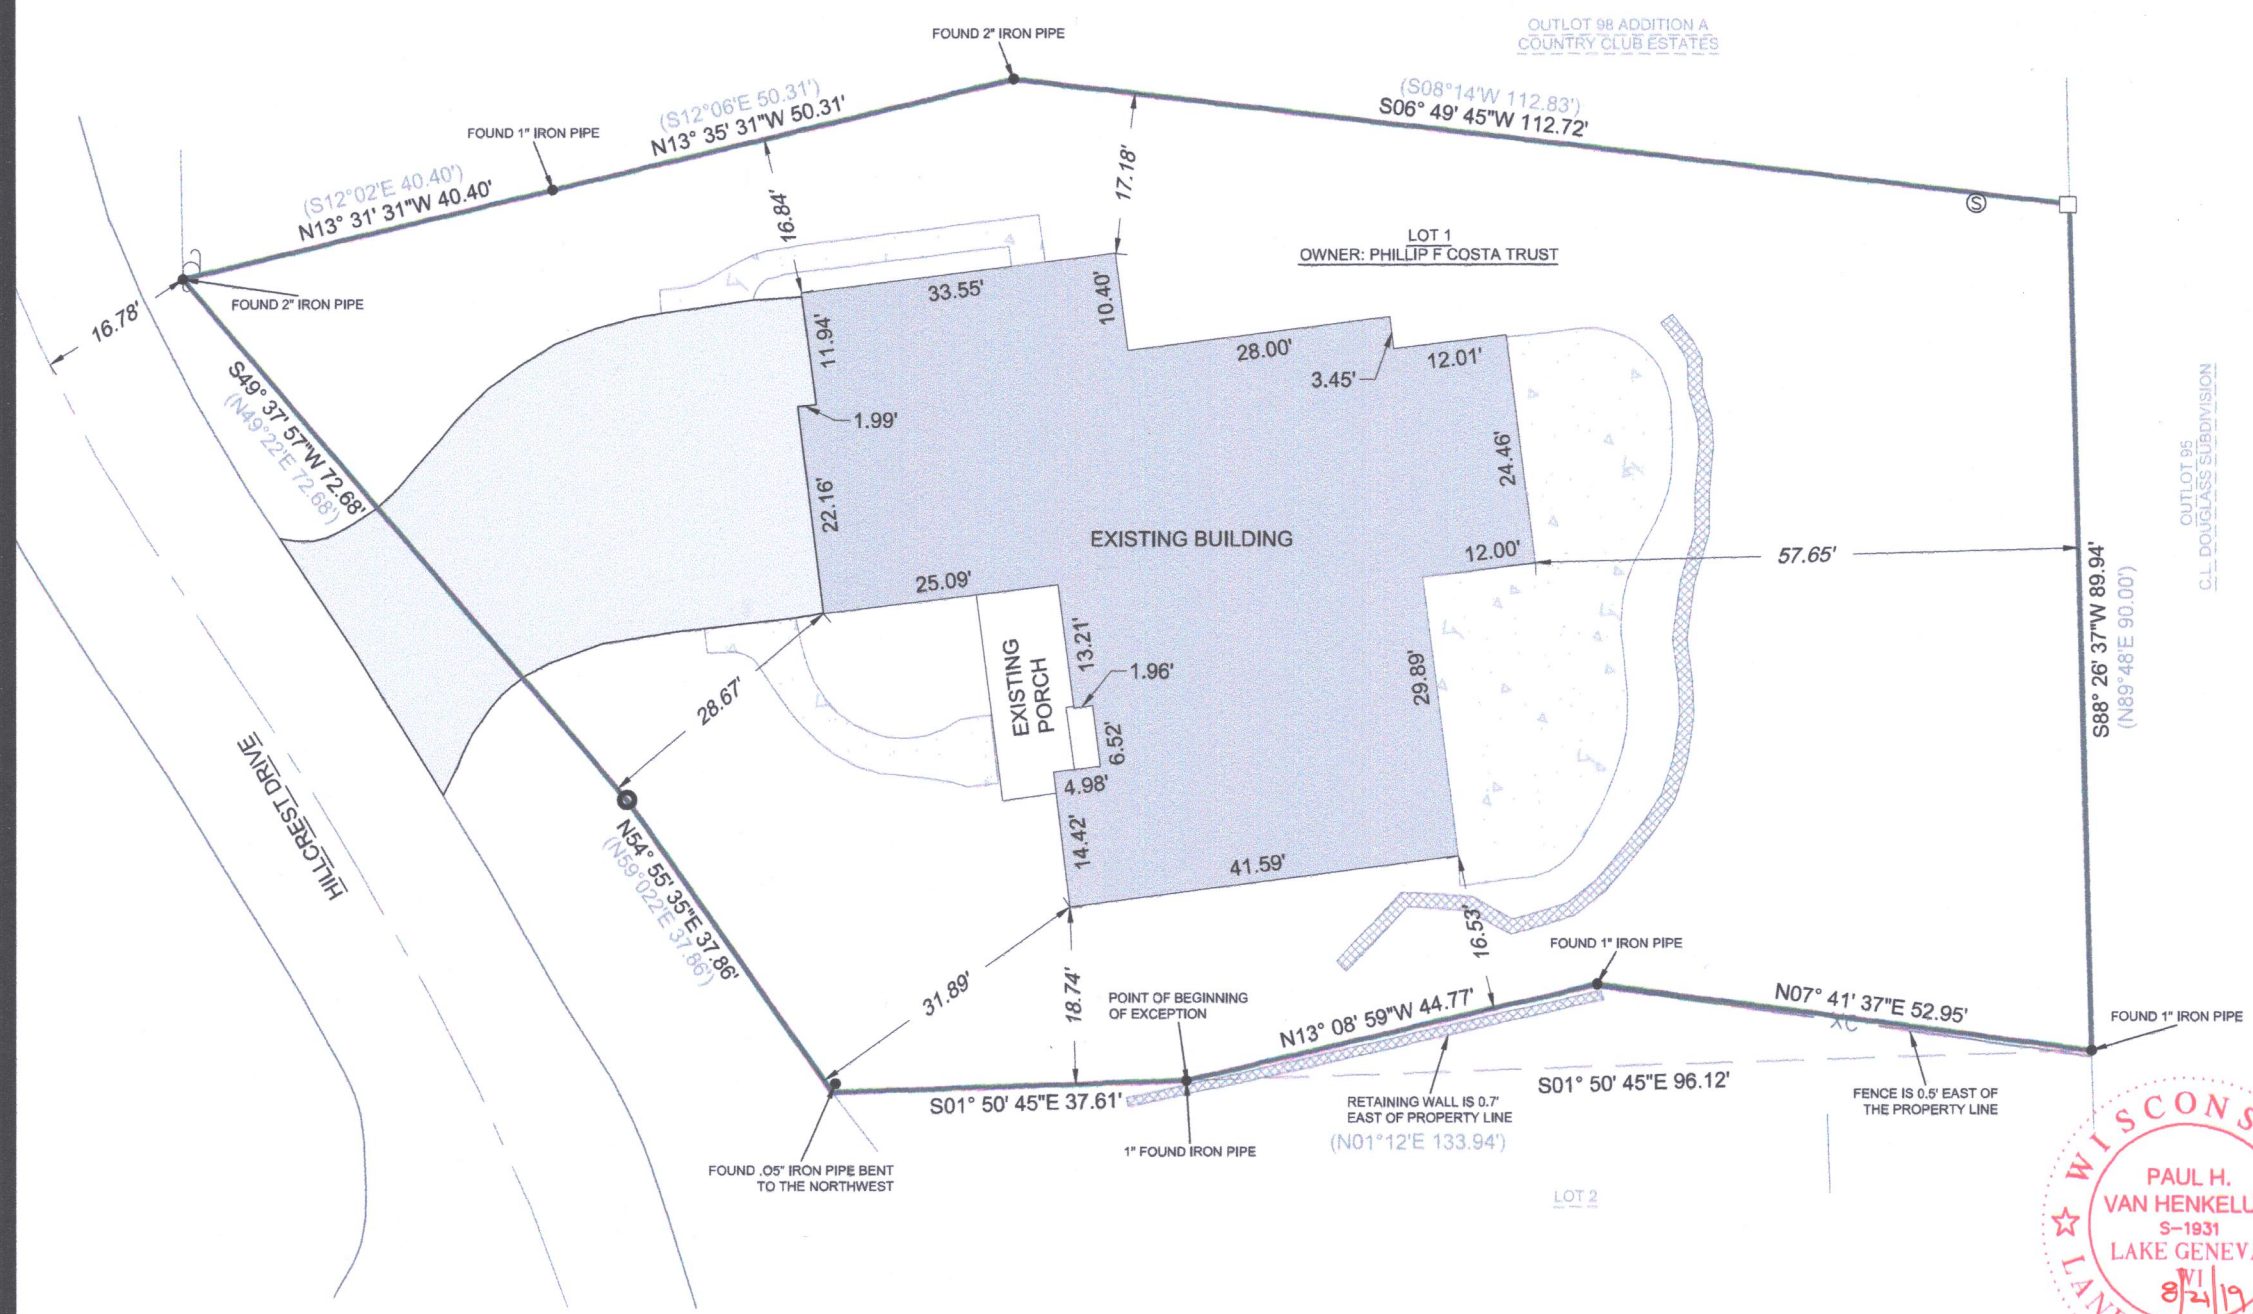 OUTLOT 98 ADDITION A
COUNTRY CLUB ESTATES
FOUND 2" IRON PIPE
(S08°14'W 112.83')
S06° 49' 45"W 112.72'
(S12°06'E 50.31')
N13° 35' 31"W 50.31'
FOUND 1" IRON PIPE
(S12°02'E 40.40')
N13° 31' 31"W 40.40'
17.18'
16.84'
S
LOT 1
OWNER: PHILLIP F COSTA TRUST
FOUND 2" IRON PIPE
16.78'
33.55'
10.40'
11.94'
28.00'
3.45'
12.01'
1.99'
S49° 37' 57"W 72.68'
(N49°22'E 72.68')
22.16'
24.46'
EXISTING BUILDING
12.00'
57.65'
25.09'
S88° 26' 37"W 89.94'
(N89°48'E 90.00')
OUTLOT 95
C.L. DOUGLASS SUBDIVISION
EXISTING
PORCH
13.21'
1.96'
29.89'
28.67'
6.52'
4.98'
14.42'
41.59'
HILLCREST DRIVE
N54° 55' 35"E 37.86'
(N59°022'E 37.86')
31.89'
18.74'
16.53'
FOUND 1" IRON PIPE
POINT OF BEGINNING
OF EXCEPTION
N13° 08' 59"W 44.77'
N07° 41' 37"E 52.95'
FOUND 1" IRON PIPE
S01° 50' 45"E 37.61'
S01° 50' 45"E 96.12'
RETAINING WALL IS 0.7'
EAST OF PROPERTY LINE
(N01°12'E 133.94')
FENCE IS 0.5' EAST OF
THE PROPERTY LINE
1" FOUND IRON PIPE
FOUND .05" IRON PIPE BENT
TO THE NORTHWEST
LOT 2
WISCONS
PAUL H.
VAN HENKELU
S-1931
LAKE GENEVA
WI
LAN
8/21/19